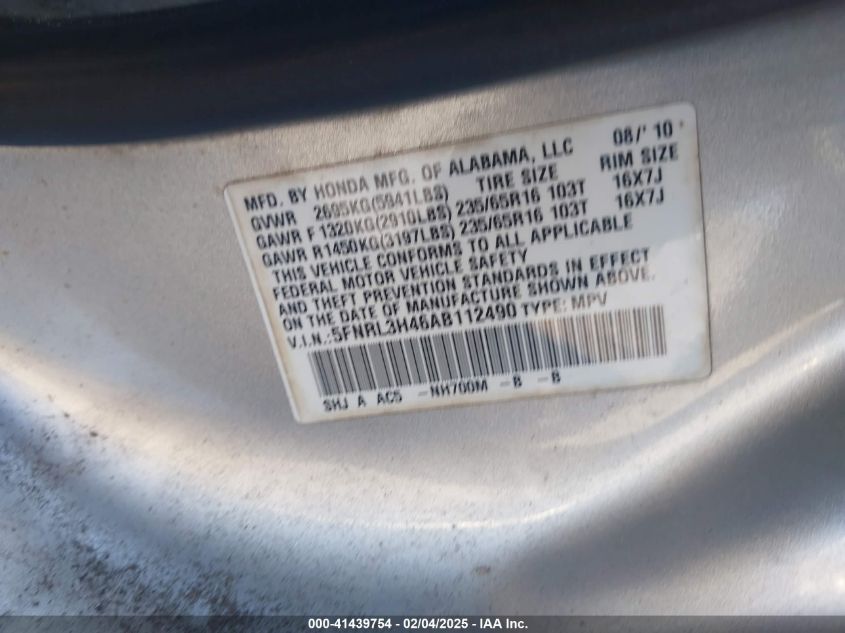 MFD. BY HONDA MFG. OF ALABAMA, LLC 08/' 10
GVWR 2695KG(5941LBS) TIRE SIZE RIM SIZE
GAWR F1320KG(2910LBS) 235/65R16 103T 16X7J
GAWR R1450KG(3197LBS) 235/65R16 103T 16X7J
THIS VEHICLE CONFORMS TO ALL APPLICABLE
FEDERAL MOTOR VEHICLE SAFETY
AND THEFT PREVENTION STANDARDS IN EFFECT
ON THE DATE OF MANUFACTURE SHOWN ABOVE.
V.I.N.:5FNRL3H46AB112490 TYPE: MPV
SHJ A AC5 -NH700M -B -B
000-41439754 - 02/04/2025 - IAA Inc.